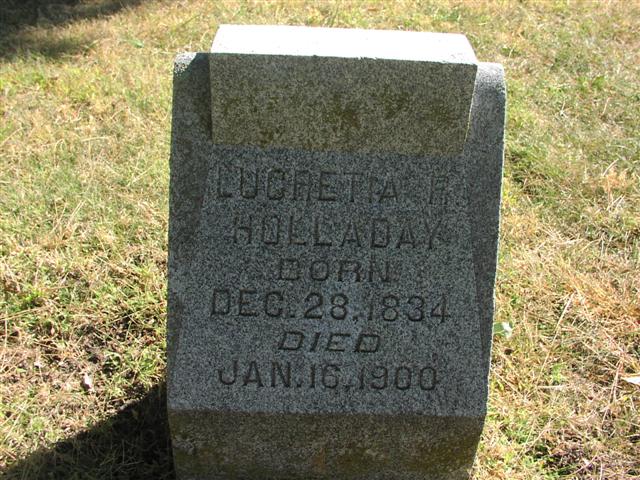 LUCRETIA R.
HOLLADAY
BORN
DEC. 28, 1834
DIED
JAN. 16, 1900